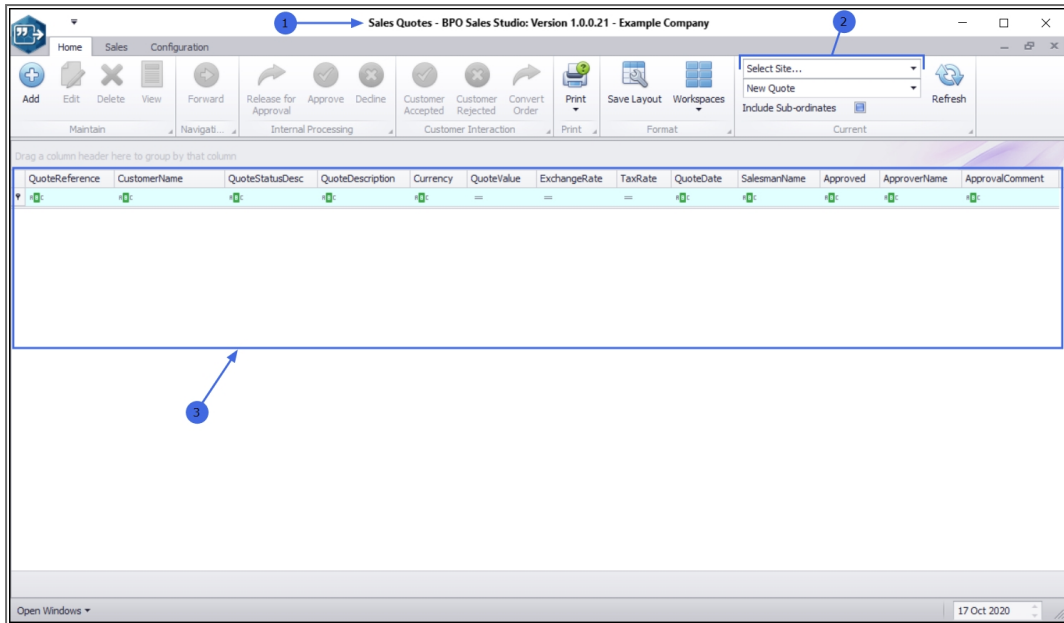 1
Sales Quotes - BPO Sales Studio: Version 1.0.0.21 - Example Company
2
Home Sales Configuration
Select Site...
New Quote
Include Sub-ordinates
Add Edit Delete View Forward Release for Approval Approve Decline Customer Accepted Customer Rejected Convert Order Print Save Layout Workspaces Refresh
Maintain Navigati... Internal Processing Customer Interaction Print Format Current
Drag a column header here to group by that column
QuoteReference CustomerName QuoteStatusDesc QuoteDescription Currency QuoteValue ExchangeRate TaxRate QuoteDate SalesmanName Approved ApproverName ApprovalComment
3
Open Windows
17 Oct 2020